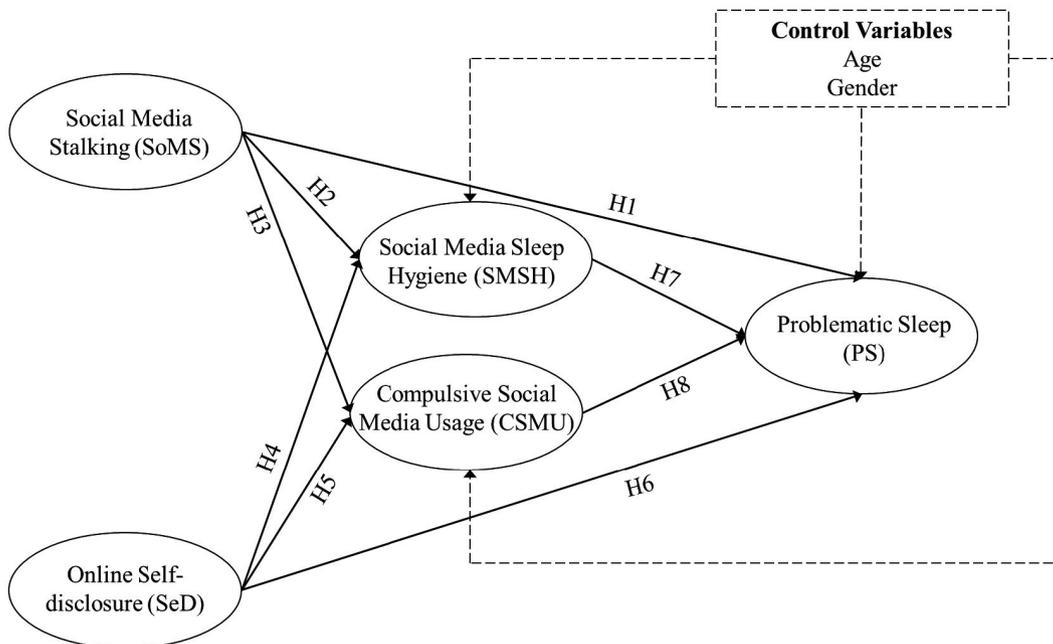 Control Variables
Age
Gender
Social Media
Stalking (SoMS)
H1
H2
H3
Social Media Sleep
Hygiene (SMSH)
H7
Problematic Sleep
(PS)
Compulsive Social
Media Usage (CSMU)
H8
H4
H5
H6
Online Self-
disclosure (SeD)